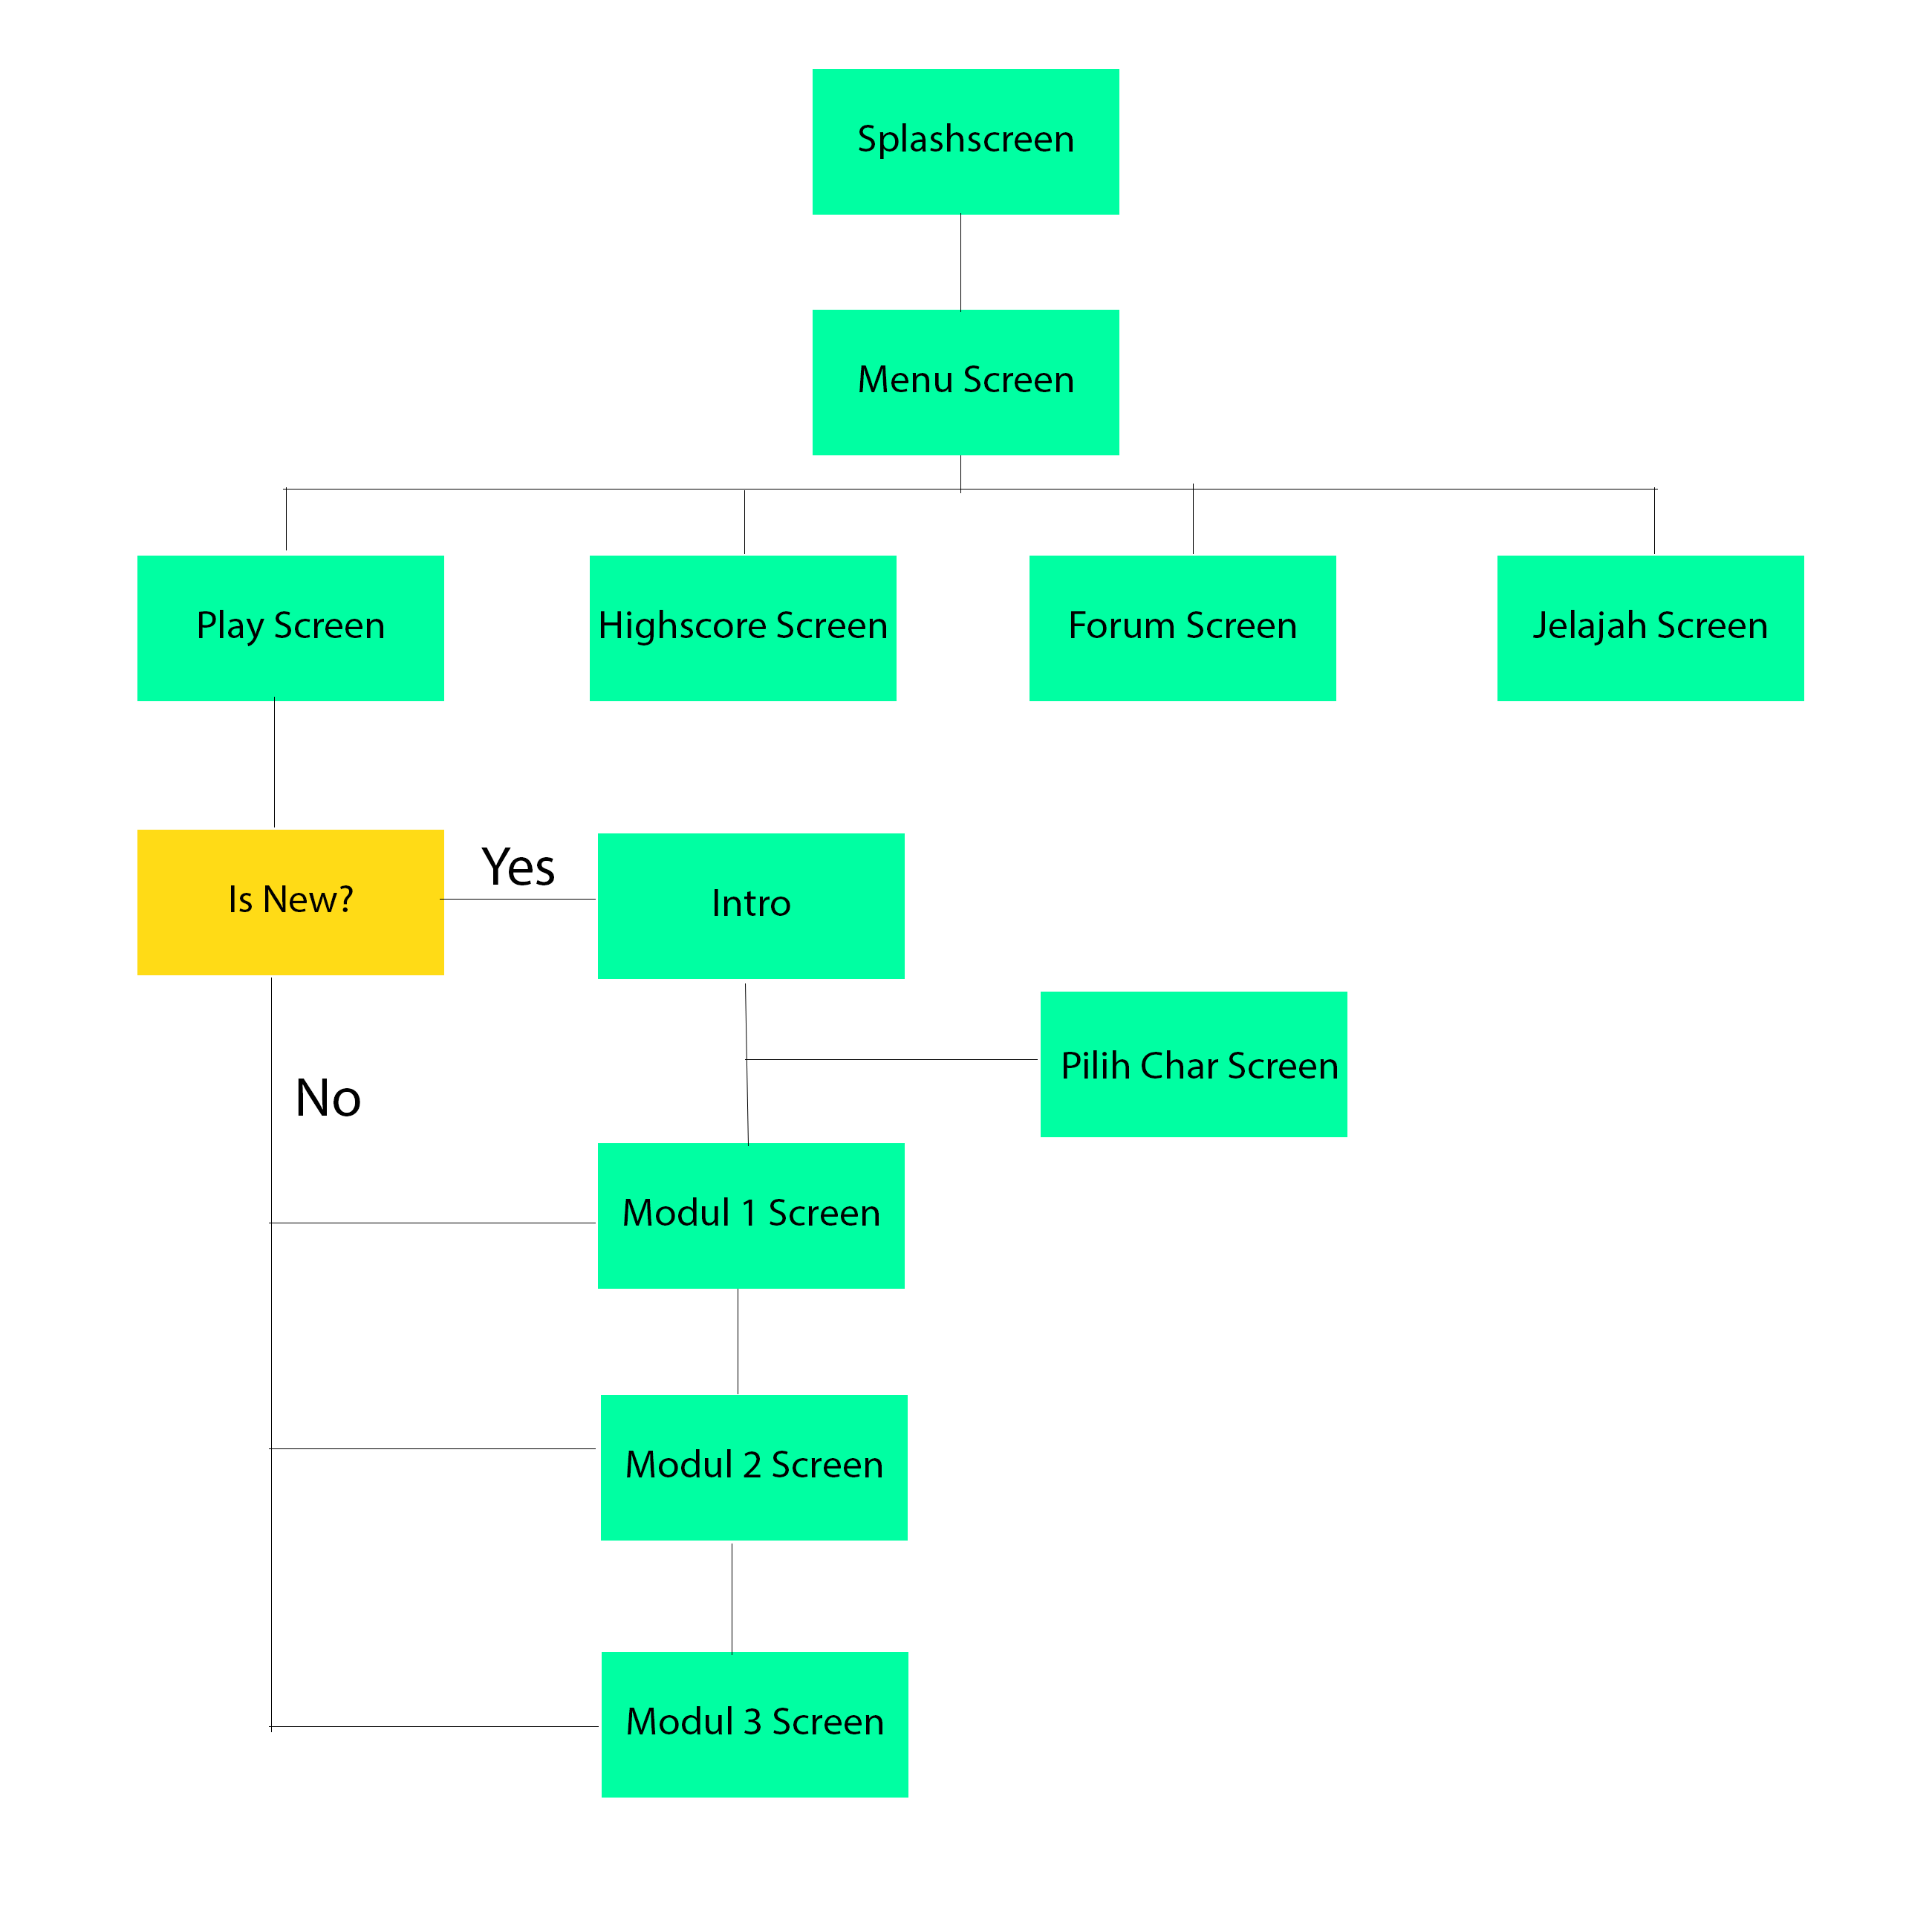 Splashscreen
Menu Screen
Play Screen
Highscore Screen
Forum Screen
Jelajah Screen
Is New?
Yes
Intro
Pilih Char Screen
No
Modul 1 Screen
Modul 2 Screen
Modul 3 Screen